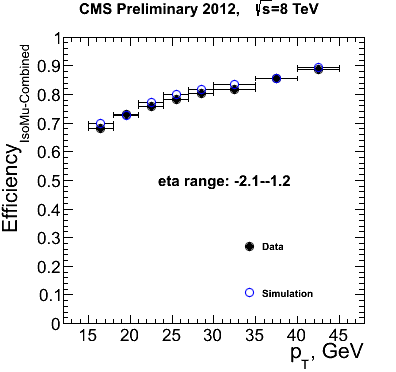 CMS Preliminary 2012, √s=8 TeV
Efficiency_IsoMu-Combined
1
0.9
0.8
0.7
0.6
0.5
0.4
0.3
0.2
0.1
0
eta range: -2.1--1.2
Data
Simulation
15 20 25 30 35 40 45
p_T, GeV